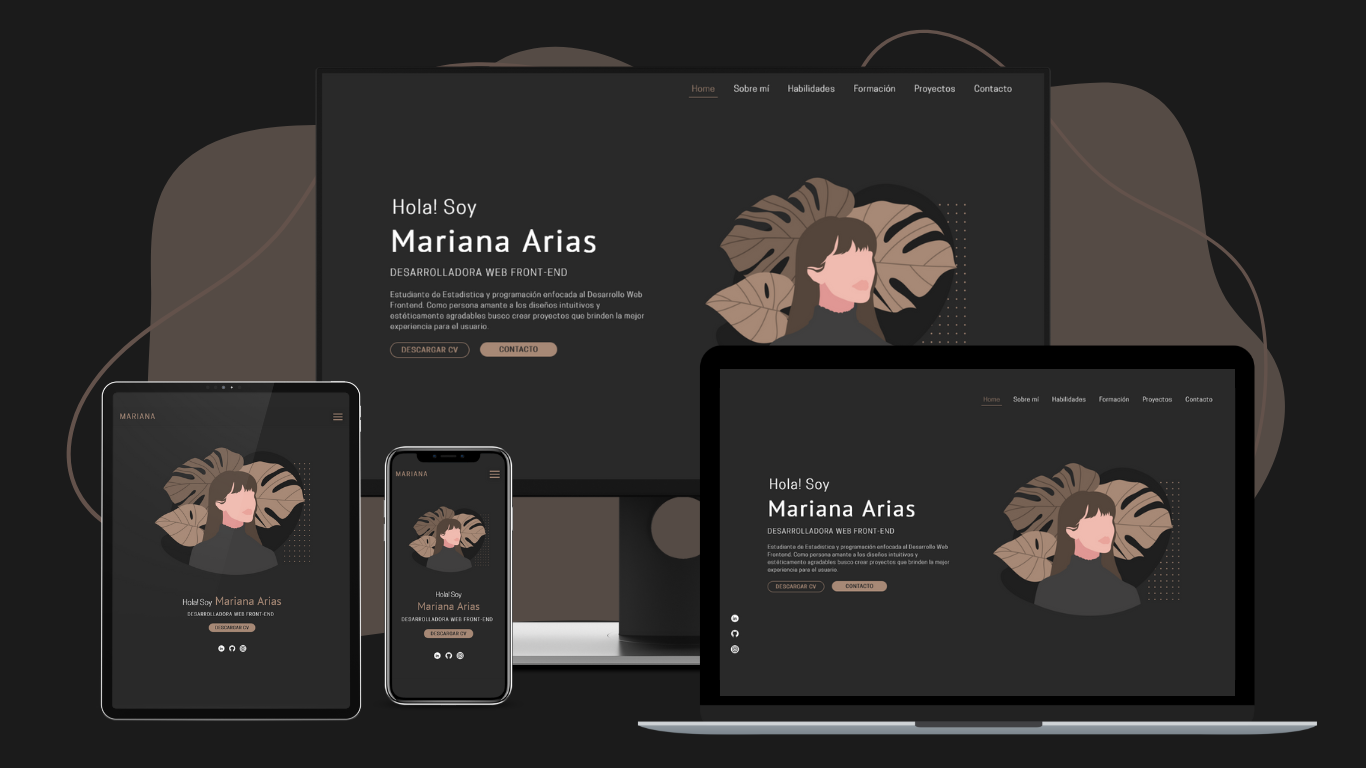 Home Sobre mí Habilidades Formación Proyectos Contacto
Hola! Soy
Mariana Arias
DESARROLLADORA WEB FRONT-END
Estudiante de Estadística y programación enfocada al Desarrollo Web
Frontend. Como persona amante a los diseños intuitivos y
estéticamente agradables busco crear proyectos que brinden la mejor
experiencia para el usuario.
DESCARGAR CV CONTACTO
MARIANA
Hola! Soy Mariana Arias
DESARROLLADORA WEB FRONT-END
DESCARGAR CV
MARIANA
Hola! Soy
Mariana Arias
DESARROLLADORA WEB FRONT-END
DESCARGAR CV
Home Sobre mí Habilidades Formación Proyectos Contacto
Hola! Soy
Mariana Arias
DESARROLLADORA WEB FRONT-END
Estudiante de Estadística y programación enfocada al Desarrollo Web
Frontend. Como persona amante a los diseños intuitivos y
estéticamente agradables busco crear proyectos que brinden la mejor
experiencia para el usuario.
DESCARGAR CV CONTACTO